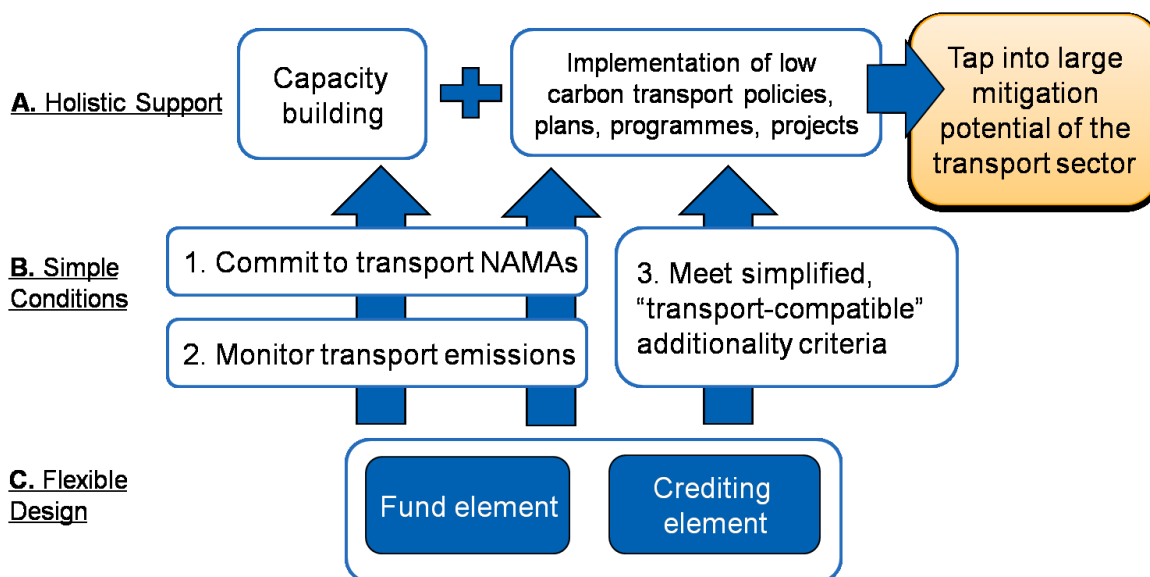 A. Holistic Support
Capacity
building
Implementation of low
carbon transport policies,
plans, programmes, projects
Tap into large
mitigation
potential of the
transport sector
B. Simple
Conditions
1. Commit to transport NAMAs
2. Monitor transport emissions
3. Meet simplified,
“transport-compatible”
additionality criteria
C. Flexible
Design
Fund element
Crediting
element